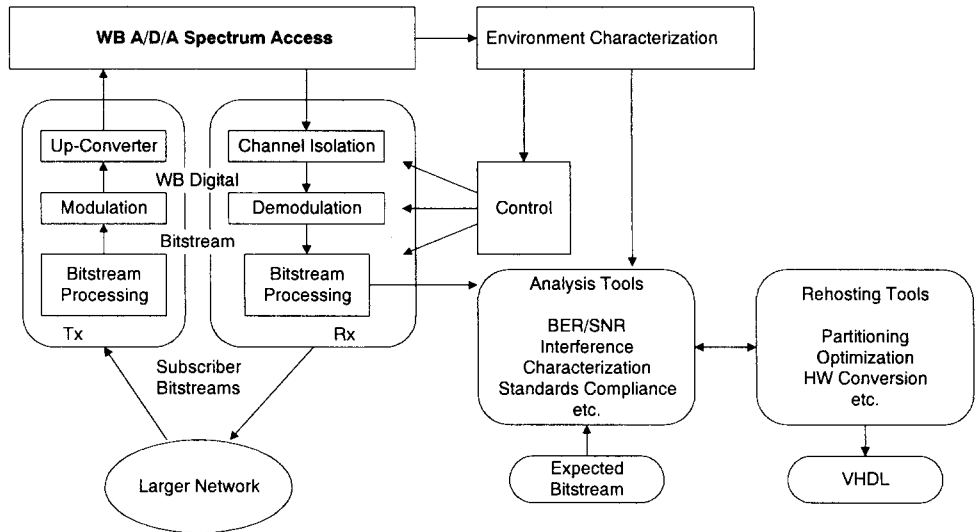 WB A/D/A Spectrum Access
Environment Characterization
Up-Converter
Channel Isolation
WB Digital
Modulation
Demodulation
Control
Bitstream
Bitstream
Processing
Bitstream
Processing
Tx
Rx
Analysis Tools
BER/SNR
Interference
Characterization
Standards Compliance
etc.
Rehosting Tools
Partitioning
Optimization
HW Conversion
etc.
Subscriber
Bitstreams
Larger Network
Expected
Bitstream
VHDL